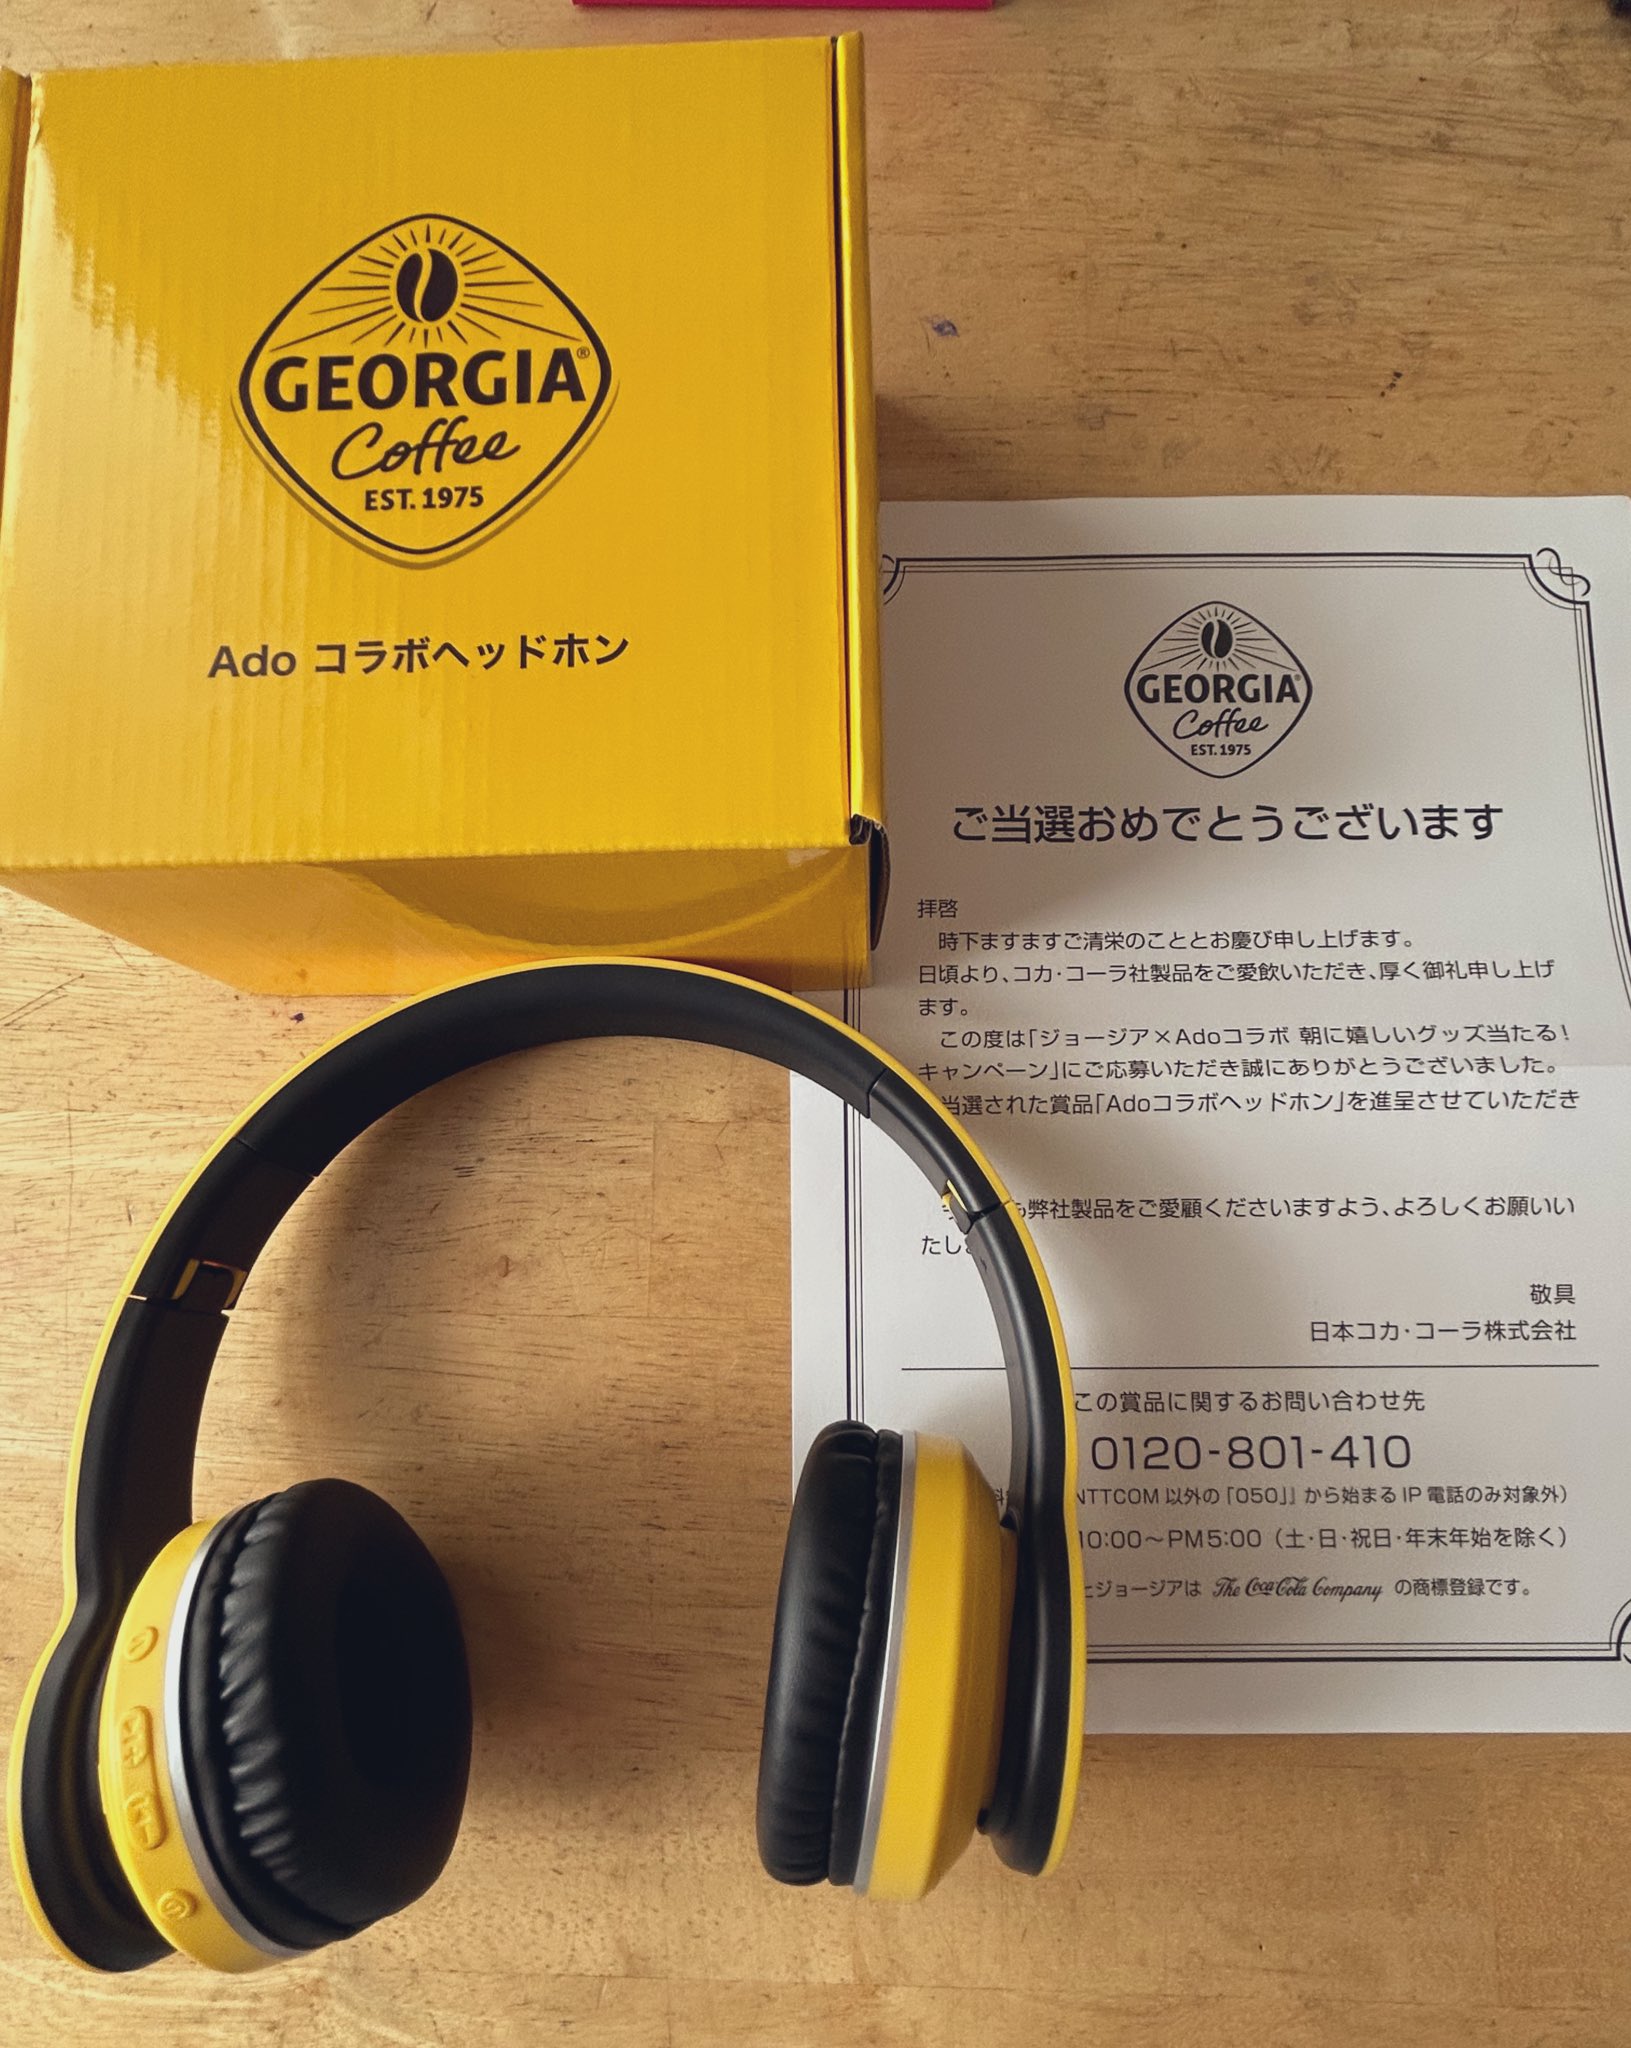 GEORGIA®
Coffee
EST. 1975
Ado コラボヘッドホン
GEORGIA®
Coffee
EST. 1975
ご当選おめでとうございます
拝啓
時下ますますご清栄のこととお慶び申し上げます。
日頃より、コカ・コーラ社製品をご愛飲いただき、厚く御礼申し上げ
ます。
この度は「ジョージア×Adoコラボ 朝に嬉しいグッズ当たる!
キャンペーン」にご応募いただき誠にありがとうございました。
当選された賞品「Adoコラボヘッドホン」を進呈させていただき
も弊社製品をご愛顧くださいますよう、よろしくお願いい
たし
敬具
日本コカ・コーラ株式会社
この賞品に関するお問い合わせ先
0120-801-410
NTTCOM以外の「050」』から始まるIP電話のみ対象外)
10:00〜PM5:00(土・日・祝日・年末年始を除く)
ジョージアは The Coca-Cola Company の商標登録です。